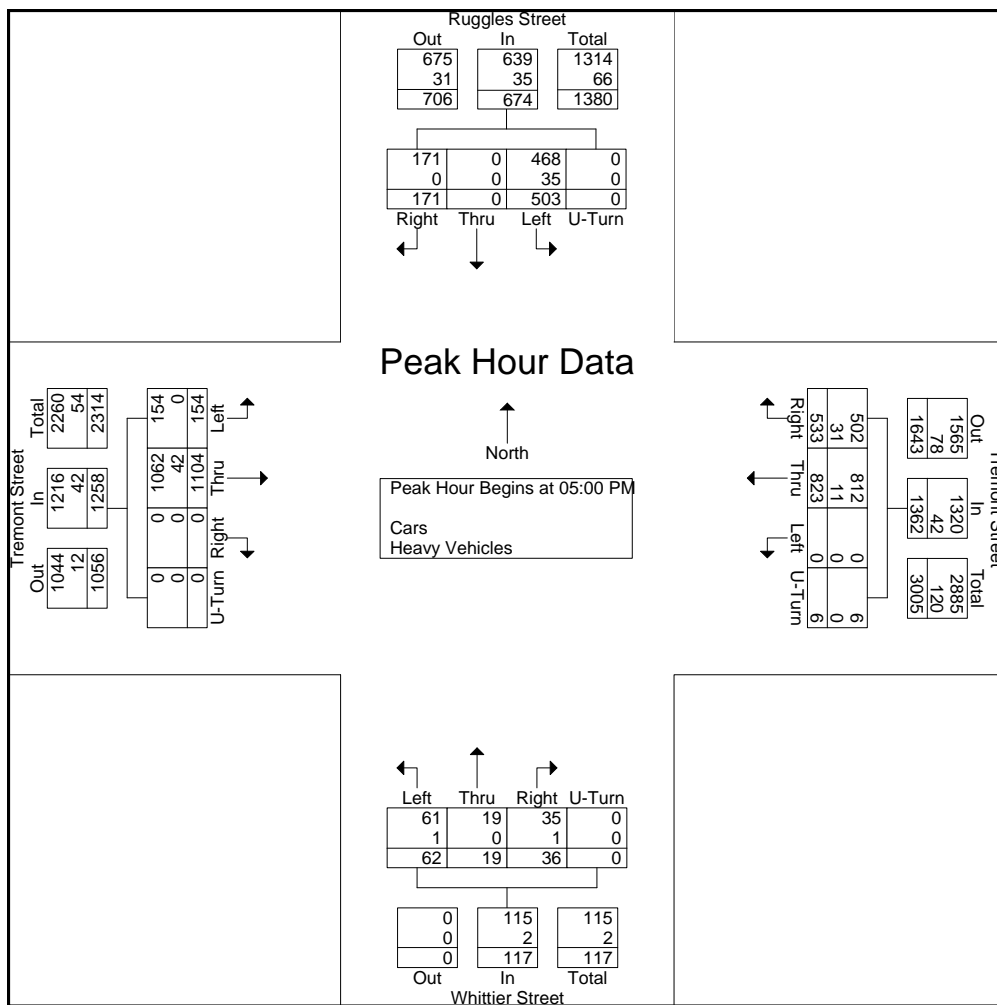 Ruggles Street
Out In Total
675 639 1314
31 35 66
706 674 1380
171 0 468 0
0 0 35 0
171 0 503 0
Right Thru Left U-Turn
Tremont Street
Total In Out
2260 1216 1044
54 42 12
2314 1258 1056
154 1062 0 0
0 42 0 0
154 1104 0 0
Left Thru Right U-Turn
Peak Hour Data
North
Peak Hour Begins at 05:00 PM
Cars
Heavy Vehicles
Right Thru Left U-Turn
502 812 0 6
31 11 0 0
533 823 0 6
Tremont Street
Out In Total
1565 1320 2885
78 42 120
1643 1362 3005
Left Thru Right U-Turn
61 19 35 0
1 0 1 0
62 19 36 0
0 115 115
0 2 2
0 117 117
Out In Total
Whittier Street